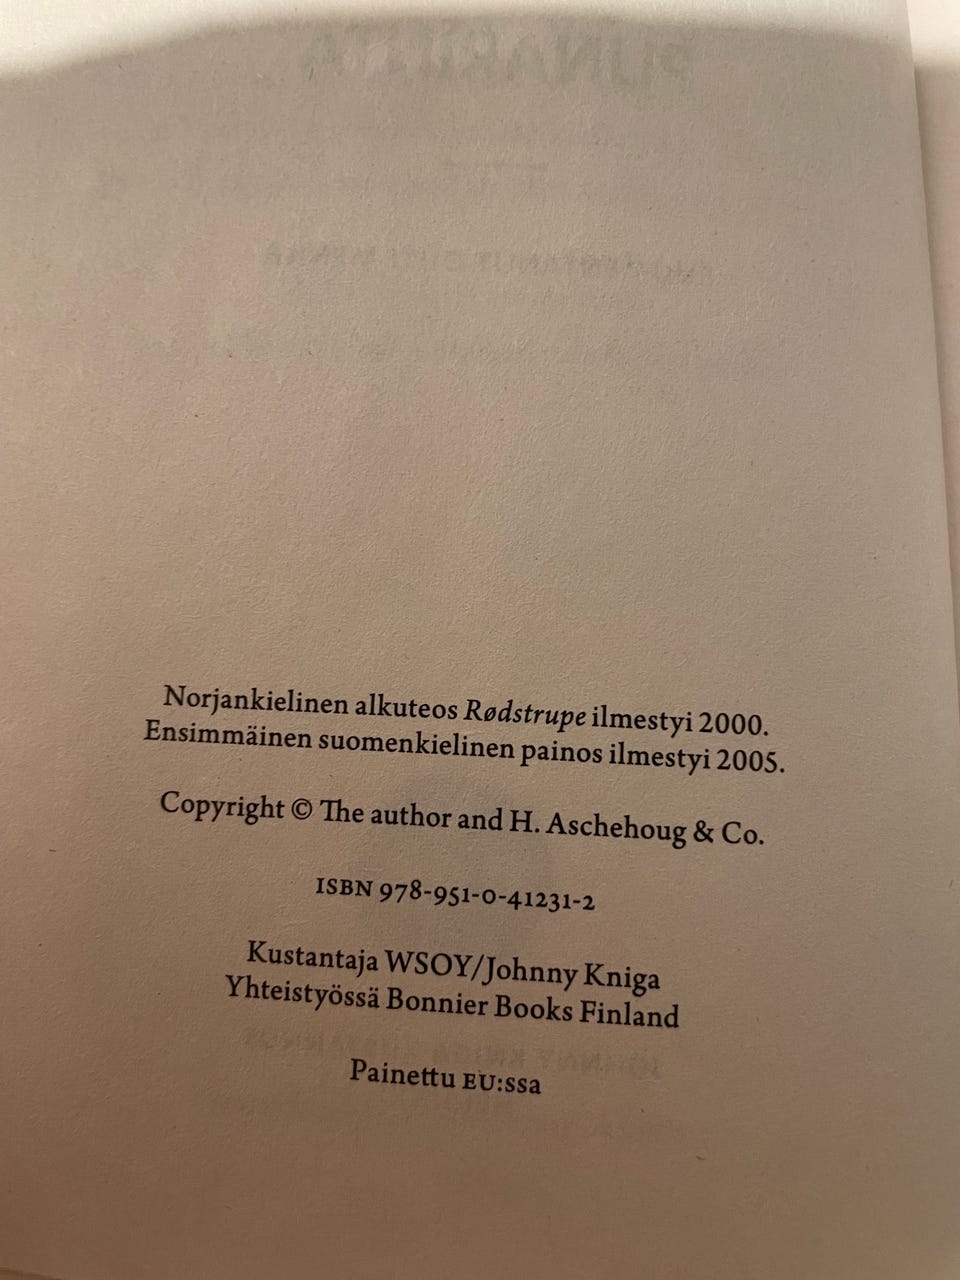 Norjankielinen alkuteos Rødstrupe ilmestyi 2000.
Ensimmäinen suomenkielinen painos ilmestyi 2005.
Copyright © The author and H. Aschehoug & Co.
ISBN 978-951-0-41231-2
Kustantaja WSOY/Johnny Kniga
Yhteistyössä Bonnier Books Finland
Painettu EU:ssa